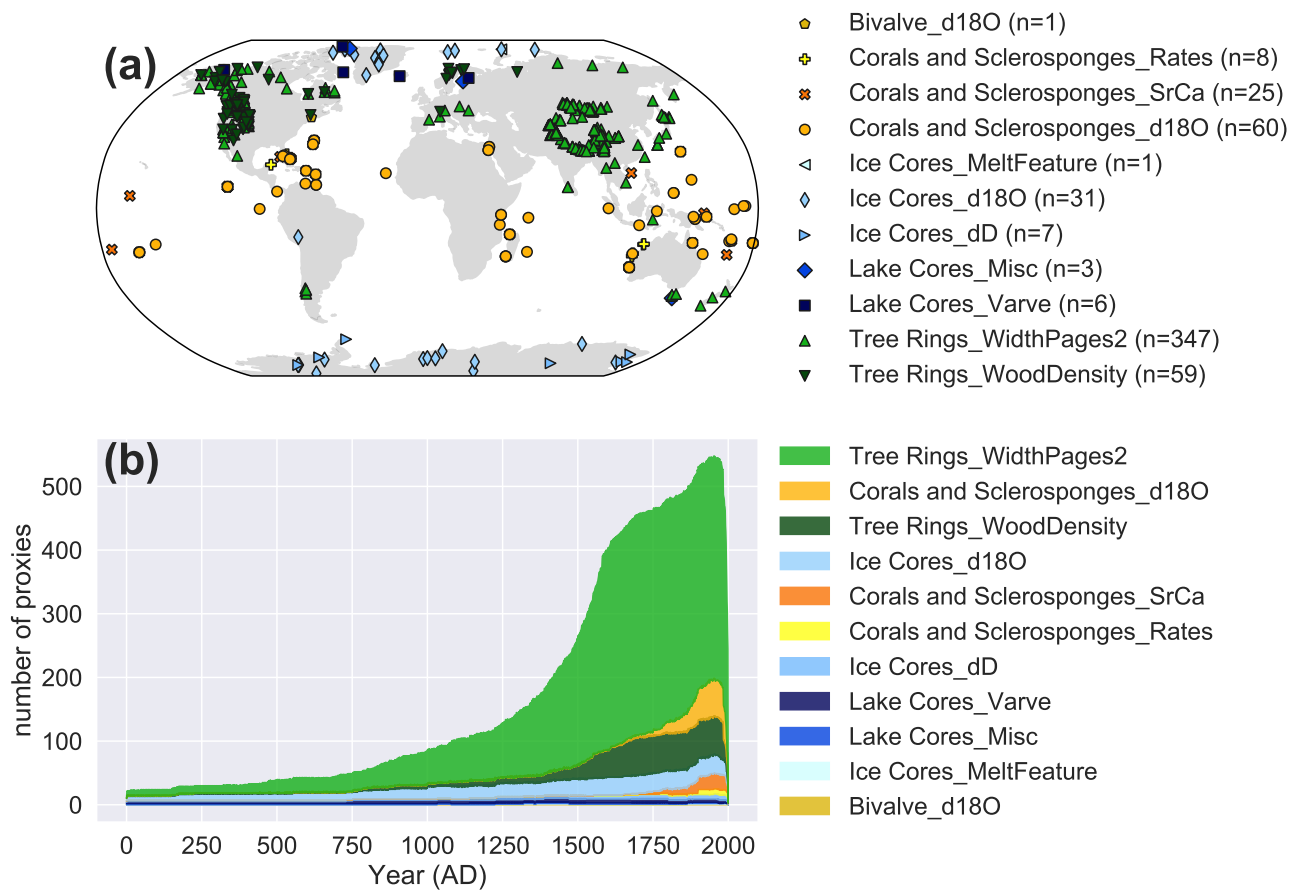 (a)
Bivalve_d18O (n=1)
Corals and Sclerosponges_Rates (n=8)
Corals and Sclerosponges_SrCa (n=25)
Corals and Sclerosponges_d18O (n=60)
Ice Cores_MeltFeature (n=1)
Ice Cores_d18O (n=31)
Ice Cores_dD (n=7)
Lake Cores_Misc (n=3)
Lake Cores_Varve (n=6)
Tree Rings_WidthPages2 (n=347)
Tree Rings_WoodDensity (n=59)
(b)
number of proxies
500
400
300
200
100
0
0 250 500 750 1000 1250 1500 1750 2000
Year (AD)
Tree Rings_WidthPages2
Corals and Sclerosponges_d18O
Tree Rings_WoodDensity
Ice Cores_d18O
Corals and Sclerosponges_SrCa
Corals and Sclerosponges_Rates
Ice Cores_dD
Lake Cores_Varve
Lake Cores_Misc
Ice Cores_MeltFeature
Bivalve_d18O